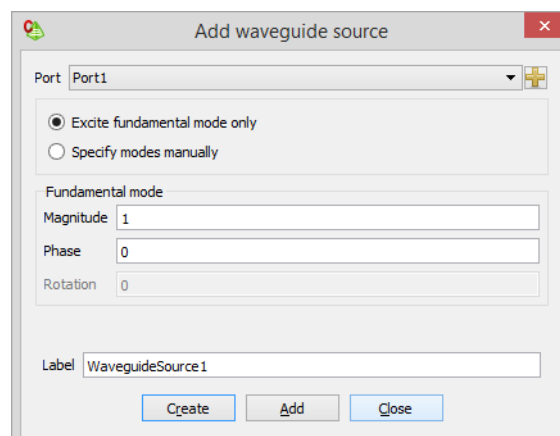 Add waveguide source
Port Port1
Excite fundamental mode only
Specify modes manually
Fundamental mode
Magnitude 1
Phase 0
Rotation 0
Label WaveguideSource1
Create Add Close